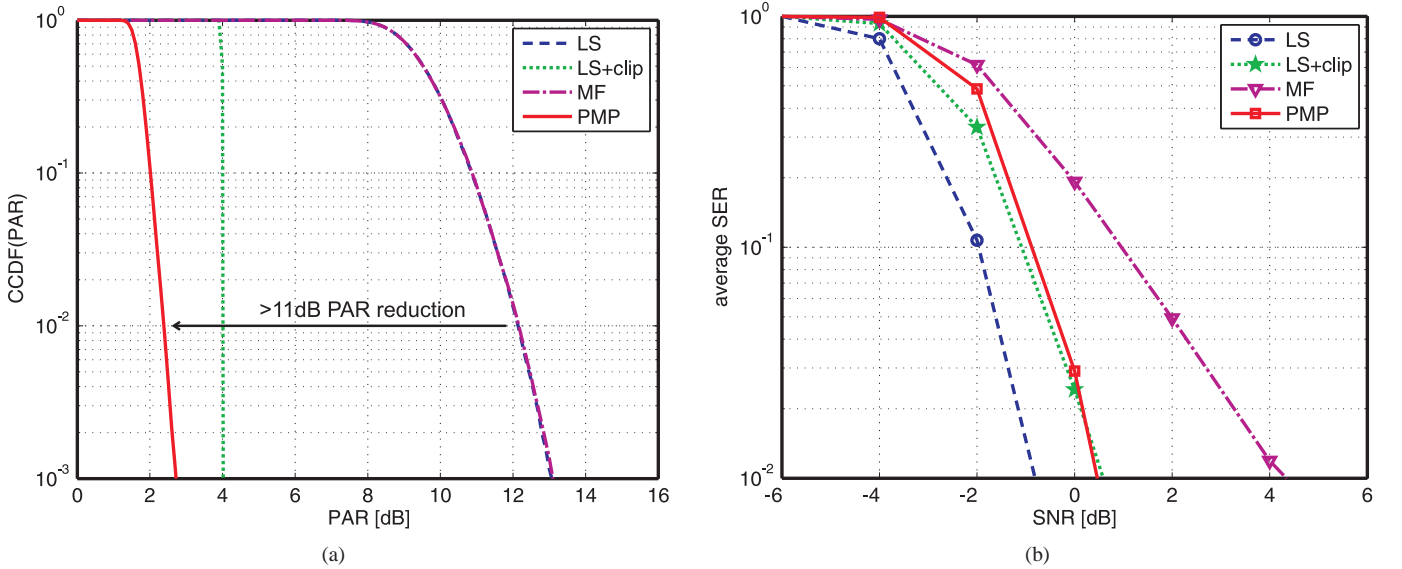 10^0
10^-1
10^-2
10^-3
CCDF(PAR)
0 2 4 6 8 10 12 14 16
PAR [dB]
LS
LS+clip
MF
PMP
>11dB PAR reduction
(a)
10^0
10^-1
10^-2
average SER
-6 -4 -2 0 2 4 6
SNR [dB]
LS
LS+clip
MF
PMP
(b)